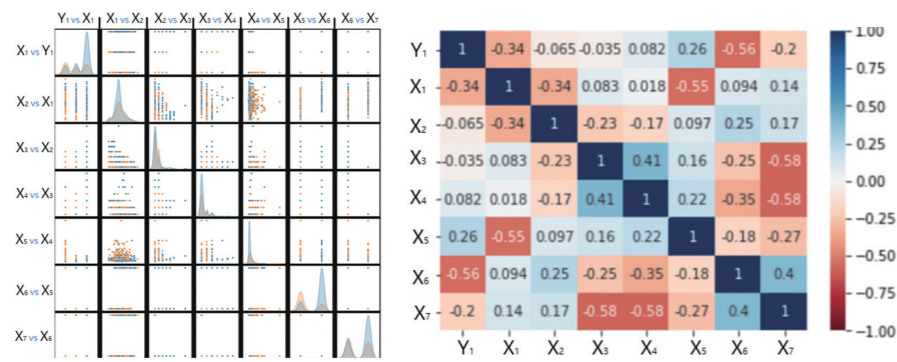 Y₁ vs X₁ X₁ vs X₂ X₂ vs X₃ X₃ vs X₄ X₄ vs X₅ X₅ vs X₆ X₆ vs X₇
X₁ vs Y₁
X₂ vs X₁
X₃ vs X₂
X₄ vs X₃
X₅ vs X₄
X₆ vs X₅
X₇ vs X₆
Y₁ 1 -0.34 -0.065 -0.035 0.082 0.26 -0.56 -0.2
X₁ -0.34 1 -0.34 0.083 0.018 -0.55 0.094 0.14
X₂ -0.065 -0.34 1 -0.23 -0.17 0.097 0.25 0.17
X₃ -0.035 0.083 -0.23 1 0.41 0.16 -0.25 -0.58
X₄ 0.082 0.018 -0.17 0.41 1 0.22 -0.35 -0.58
X₅ 0.26 -0.55 0.097 0.16 0.22 1 -0.18 -0.27
X₆ -0.56 0.094 0.25 -0.25 -0.35 -0.18 1 0.4
X₇ -0.2 0.14 0.17 -0.58 -0.58 -0.27 0.4 1
Y₁ X₁ X₂ X₃ X₄ X₅ X₆ X₇
1.00
0.75
0.50
0.25
0.00
-0.25
-0.50
-0.75
-1.00